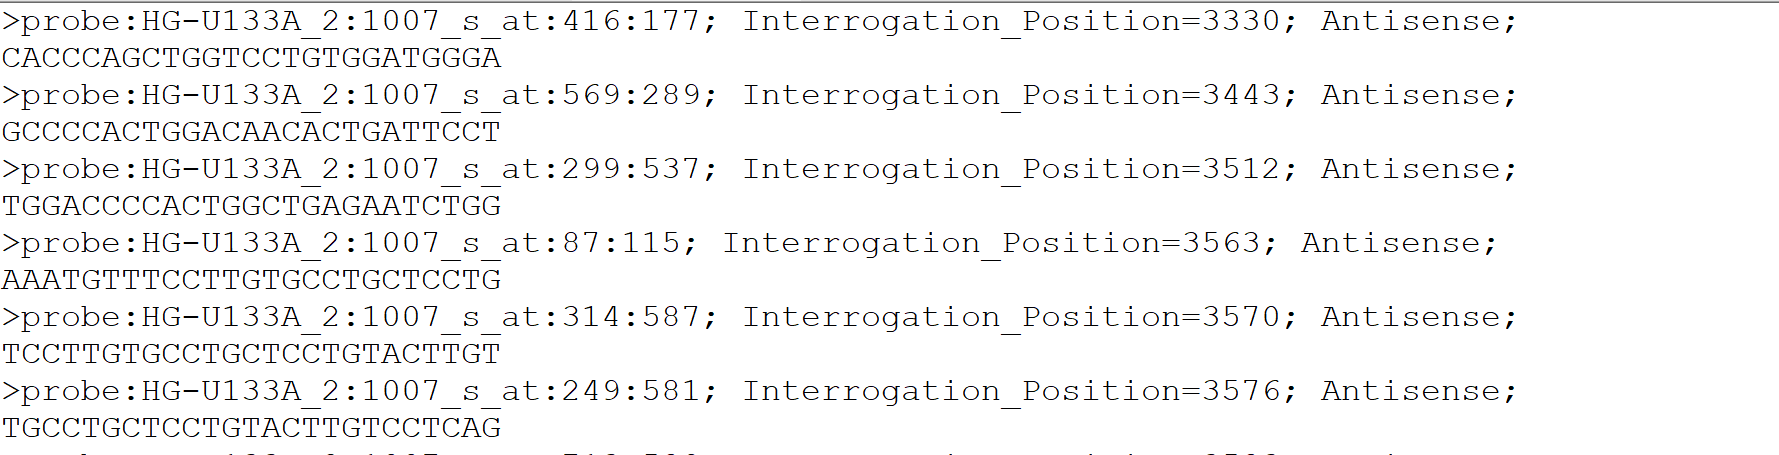 >probe:HG-U133A_2:1007_s_at:416:177; Interrogation_Position=3330; Antisense;
CACCCAGCTGGTCCTGTGGATGGGA
>probe:HG-U133A_2:1007_s_at:569:289; Interrogation_Position=3443; Antisense;
GCCCCACTGGACAACACTGATTCCT
>probe:HG-U133A_2:1007_s_at:299:537; Interrogation_Position=3512; Antisense;
TGGACCCCACTGGCTGAGAATCTGG
>probe:HG-U133A_2:1007_s_at:87:115; Interrogation_Position=3563; Antisense;
AAATGTTTCCTTGTGCCTGCTCCTG
>probe:HG-U133A_2:1007_s_at:314:587; Interrogation_Position=3570; Antisense;
TCCTTGTGCCTGCTCCTGTACTTGT
>probe:HG-U133A_2:1007_s_at:249:581; Interrogation_Position=3576; Antisense;
TGCCTGCTCCTGTACTTGTCCTCAG